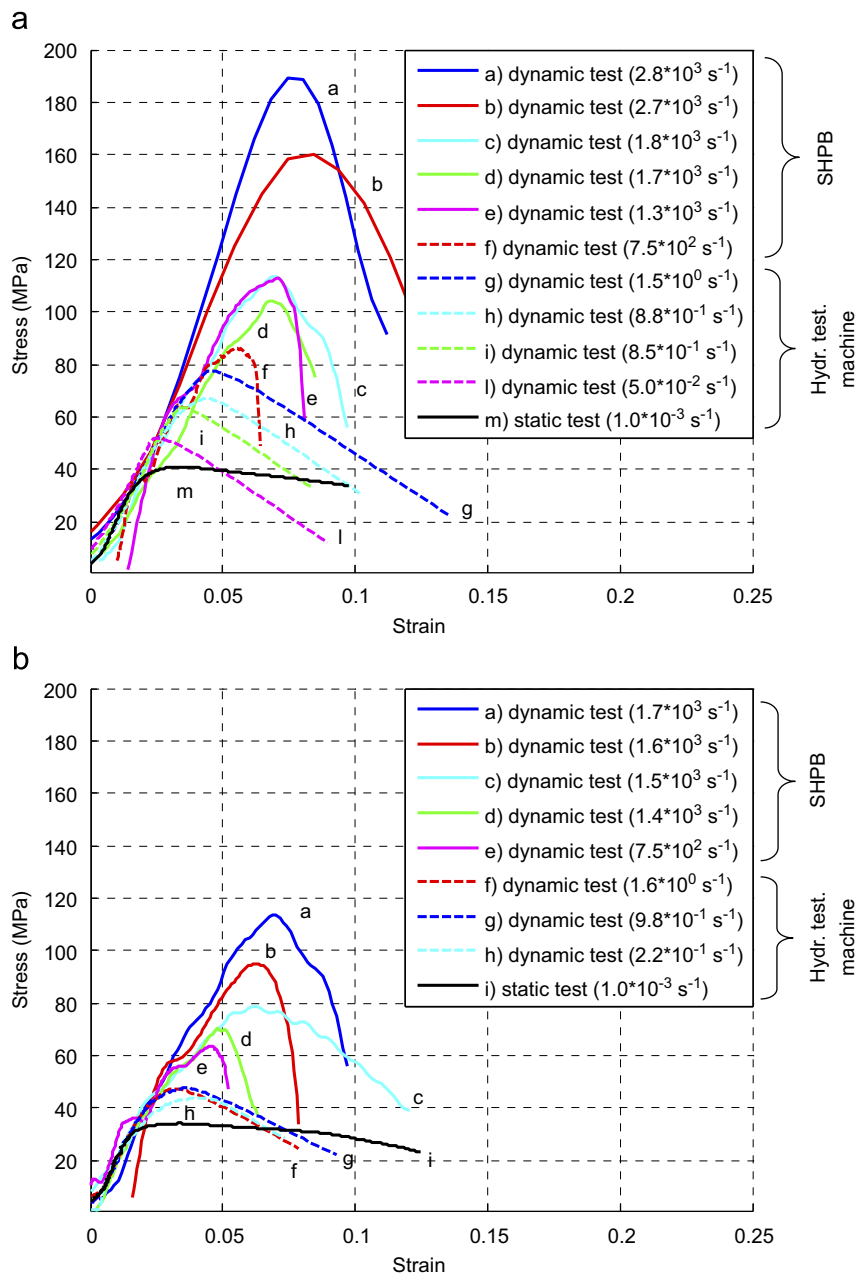 a
200
180
160
140
120
100
80
60
40
20
Stress (MPa)
0
0.05
0.1
0.15
0.2
0.25
Strain
a
b
c
d
e
f
g
h
i
l
m
a) dynamic test (2.8*10³ s⁻¹)
b) dynamic test (2.7*10³ s⁻¹)
c) dynamic test (1.8*10³ s⁻¹)
d) dynamic test (1.7*10³ s⁻¹)
e) dynamic test (1.3*10³ s⁻¹)
f) dynamic test (7.5*10² s⁻¹)
g) dynamic test (1.5*10⁰ s⁻¹)
h) dynamic test (8.8*10⁻¹ s⁻¹)
i) dynamic test (8.5*10⁻¹ s⁻¹)
l) dynamic test (5.0*10⁻² s⁻¹)
m) static test (1.0*10⁻³ s⁻¹)
SHPB
Hydr. test.
machine
b
200
180
160
140
120
100
80
60
40
20
Stress (MPa)
0
0.05
0.1
0.15
0.2
0.25
Strain
a
b
c
d
e
f
g
h
i
a) dynamic test (1.7*10³ s⁻¹)
b) dynamic test (1.6*10³ s⁻¹)
c) dynamic test (1.5*10³ s⁻¹)
d) dynamic test (1.4*10³ s⁻¹)
e) dynamic test (7.5*10² s⁻¹)
f) dynamic test (1.6*10⁰ s⁻¹)
g) dynamic test (9.8*10⁻¹ s⁻¹)
h) dynamic test (2.2*10⁻¹ s⁻¹)
i) static test (1.0*10⁻³ s⁻¹)
SHPB
Hydr. test.
machine